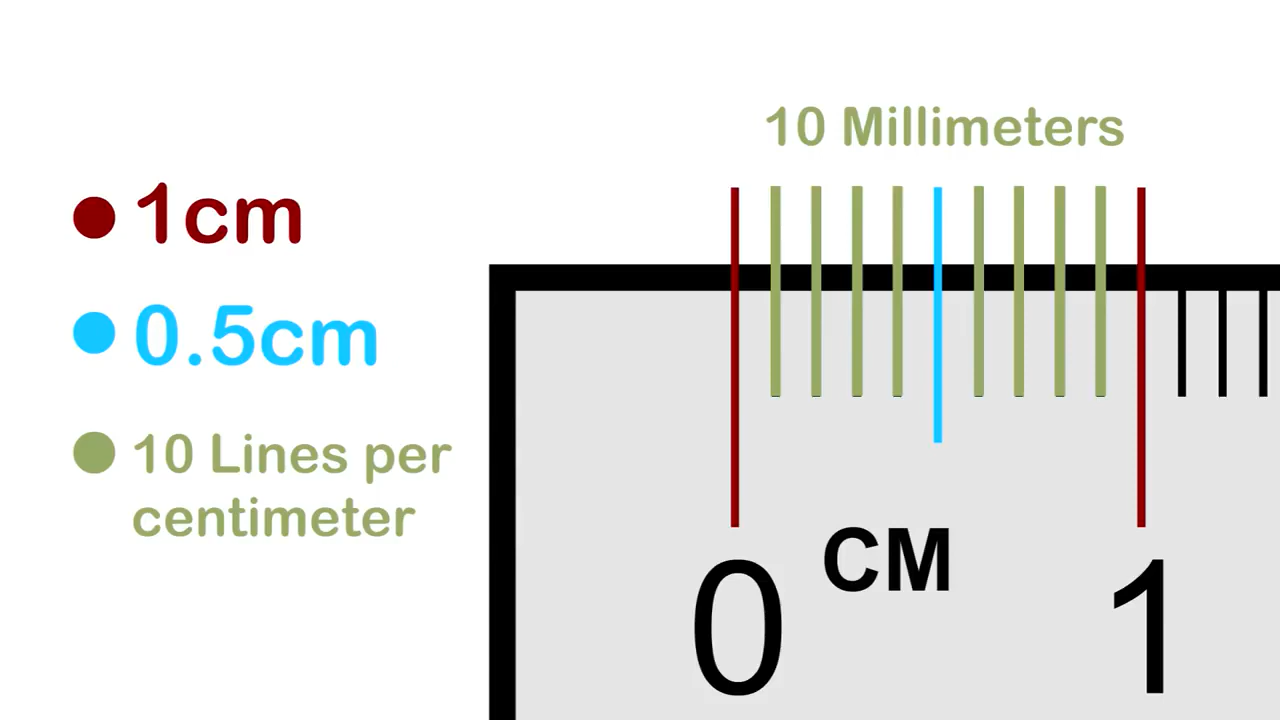 10 Millimeters
1cm
0.5cm
10 Lines per
centimeter
CM
0
1